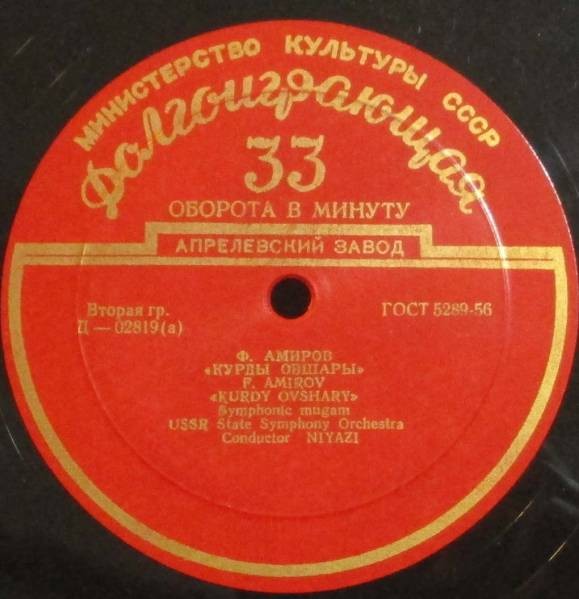 МИНИСТЕРСТВО КУЛЬТУРЫ СССР
Долгоиграющая
33
ОБОРОТА В МИНУТУ
АПРЕЛЕВСКИЙ ЗАВОД
Вторая гр.
Д — 02819(а)
ГОСТ 5289-56
Ф. АМИРОВ
«КУРДЫ ОВШАРЫ»
F. AMIROV
«KURDY OVSHARY»
Symphonic mugam
USSR State Symphony Orchestra
Conductor NIYAZI